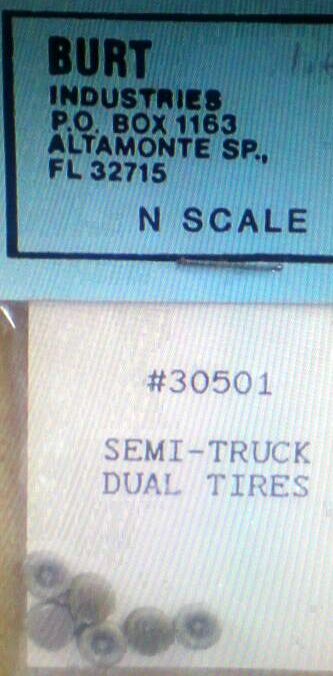 BURT
INDUSTRIES
P.O. BOX 1163
ALTAMONTE SP.,
FL 32715
N SCALE
#30501
SEMI-TRUCK
DUAL TIRES